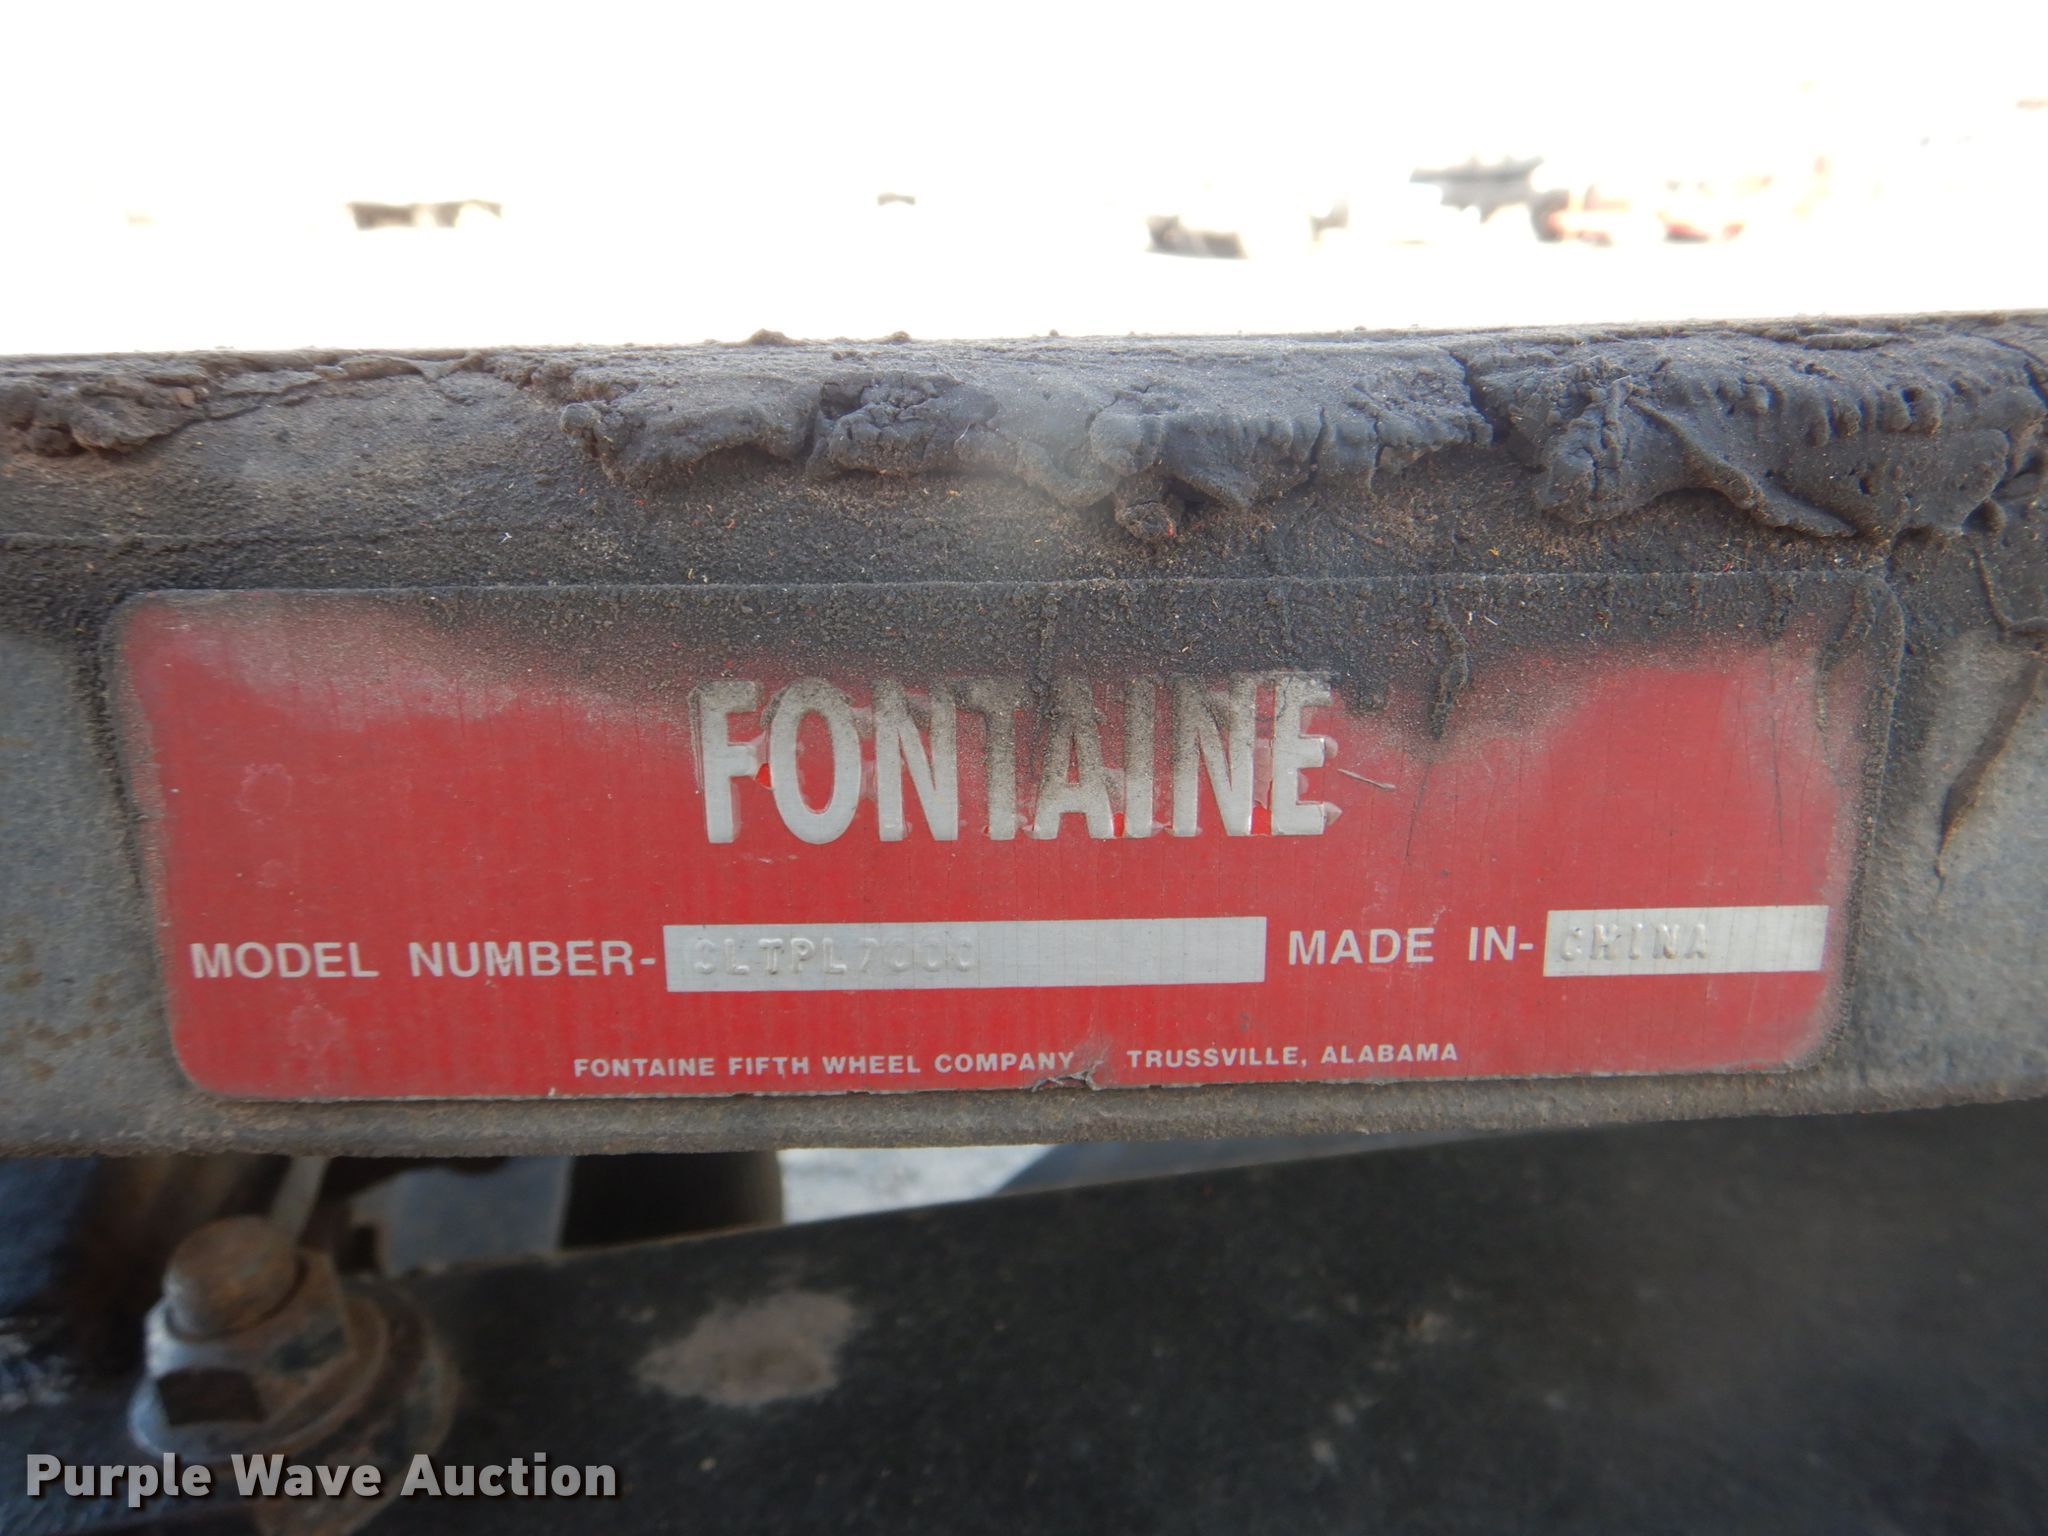 FONTAINE
MODEL NUMBER- CLTPL7000 MADE IN- CHINA
FONTAINE FIFTH WHEEL COMPANY TRUSSVILLE, ALABAMA
Purple Wave Auction